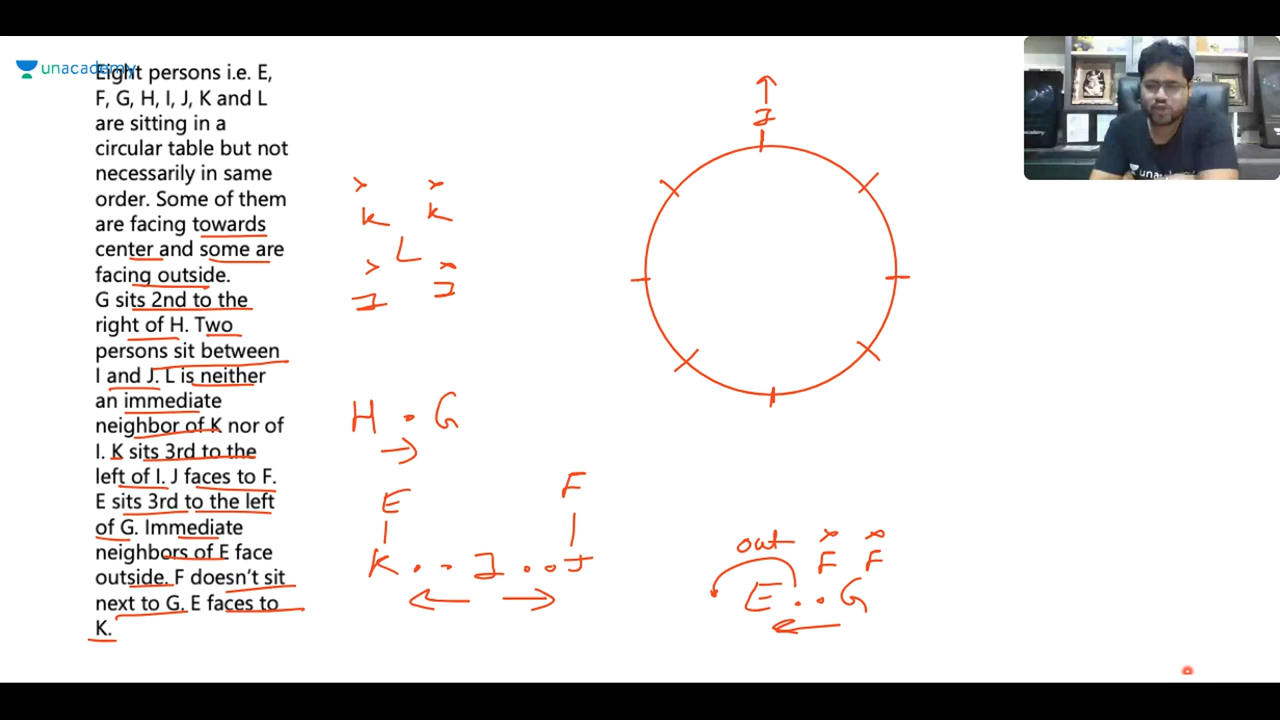 unacademy
Eight persons i.e. E,
F, G, H, I, J, K and L
are sitting in a
circular table but not
necessarily in same
order. Some of them
are facing towards
center and some are
facing outside.
G sits 2nd to the
right of H. Two
persons sit between
I and J. L is neither
an immediate
neighbor of K nor of
I. K sits 3rd to the
left of I. J faces to F.
E sits 3rd to the left
of G. Immediate
neighbors of E face
outside. F doesn't sit
next to G. E faces to
K.
I
x x
K K
L
x x
I I
H . G
E F
K . . I . . J
out x x
F F
E . . G